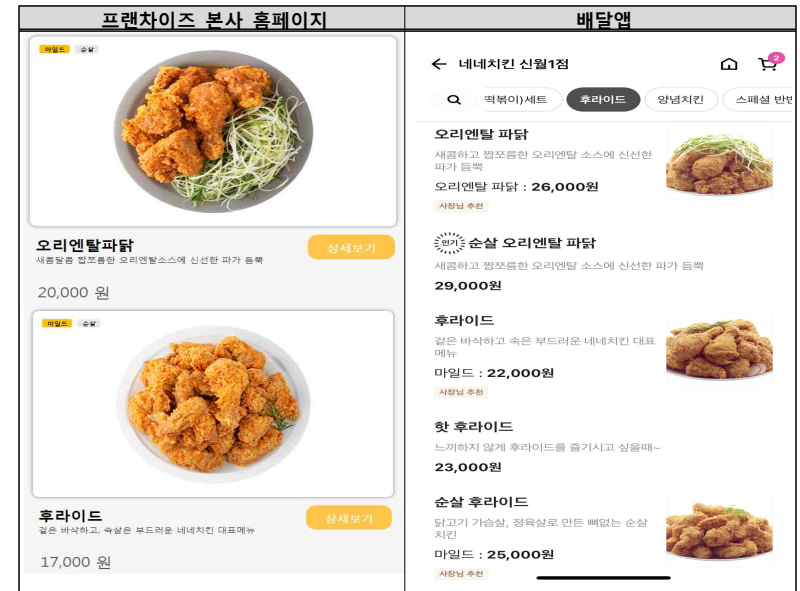 프랜차이즈 본사 홈페이지
마일드 순살
오리엔탈파닭
상세보기
새콤달콤 짭쪼름한 오리엔탈소스에 신선한 파가 듬뿍
20,000 원
마일드 순살
후라이드
상세보기
겉은 바삭하고, 속살은 부드러운 네네치킨 대표메뉴
17,000 원
배달앱
네네치킨 신월1점
2
떡볶이)세트 후라이드 양념치킨 스페셜 반반
오리엔탈 파닭
새콤하고 짭쪼름한 오리엔탈 소스에 신선한
파가 듬뿍
오리엔탈 파닭 : 26,000원
사장님 추천
인기 순살 오리엔탈 파닭
새콤하고 짭쪼름한 오리엔탈 소스에 신선한 파가 듬뿍
29,000원
후라이드
겉은 바삭하고 속은 부드러운 네네치킨 대표
메뉴
마일드 : 22,000원
사장님 추천
핫 후라이드
느끼하지 않게 후라이드를 즐기시고 싶을때~
23,000원
순살 후라이드
닭고기 가슴살, 정육살로 만든 뼈없는 순살
치킨
마일드 : 25,000원
사장님 추천